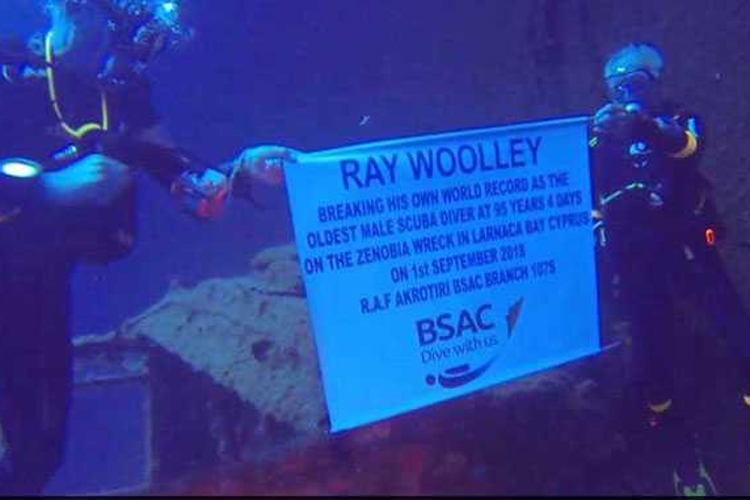 RAY WOOLLEY
BREAKING HIS OWN WORLD RECORD AS THE
OLDEST MALE SCUBA DIVER AT 95 YEARS 4 DAYS
ON THE ZENOBIA WRECK IN LARNACA BAY CYPRUS
ON 1st SEPTEMBER 2018
R.A.F AKROTIRI BSAC BRANCH 107S
BSAC
Dive with us